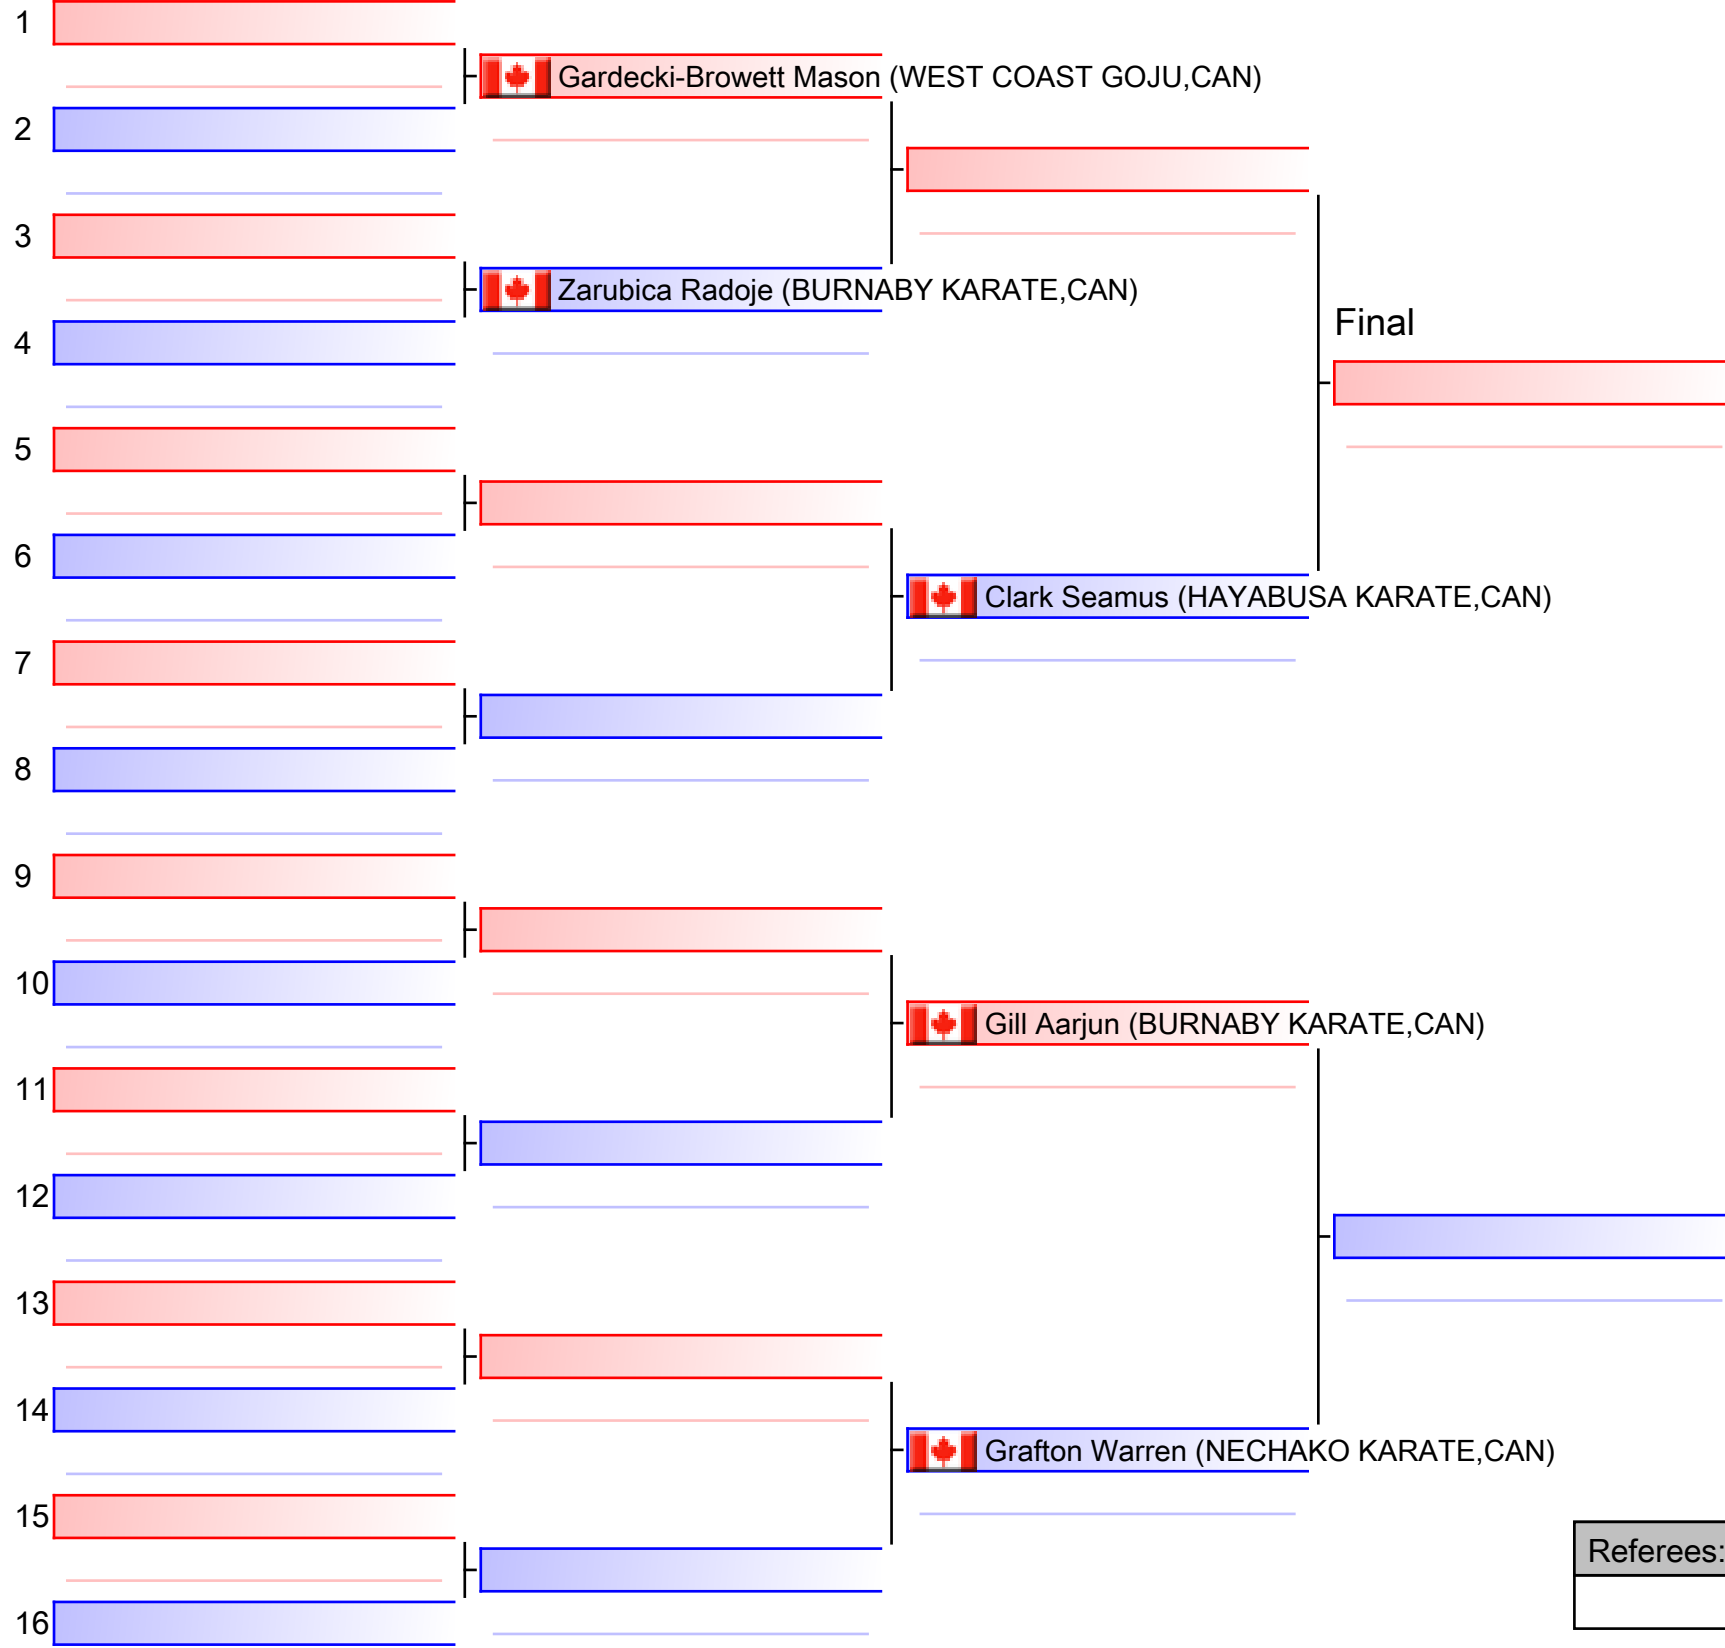 1
Gardecki-Browett Mason (WEST COAST GOJU,CAN)
2
3
Zarubica Radoje (BURNABY KARATE,CAN)
4
Final
5
6
Clark Seamus (HAYABUSA KARATE,CAN)
7
8
9
10
Gill Aarjun (BURNABY KARATE,CAN)
11
12
13
14
Grafton Warren (NECHAKO KARATE,CAN)
15
Referees:
16